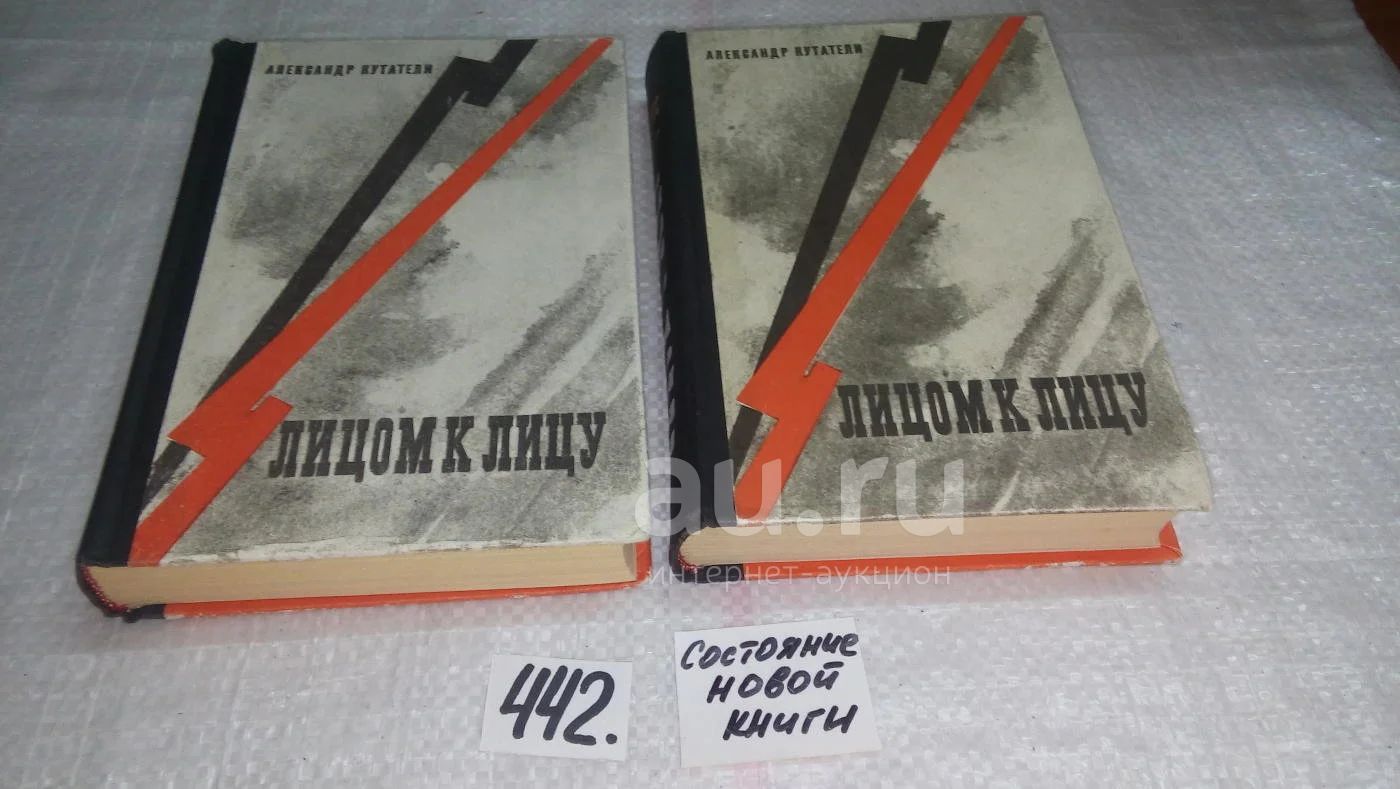 АЛЕКСАНДР КУТАТЕЛИ
ЛИЦОМ К ЛИЦУ
АЛЕКСАНДР КУТАТЕЛИ
ЛИЦОМ К ЛИЦУ
au.ru
интернет-аукцион
442.
Состояние
новой
книги